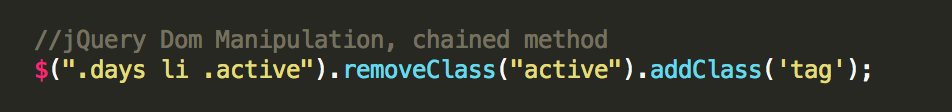 //jQuery Dom Manipulation, chained method
$(".days li .active").removeClass("active").addClass('tag');